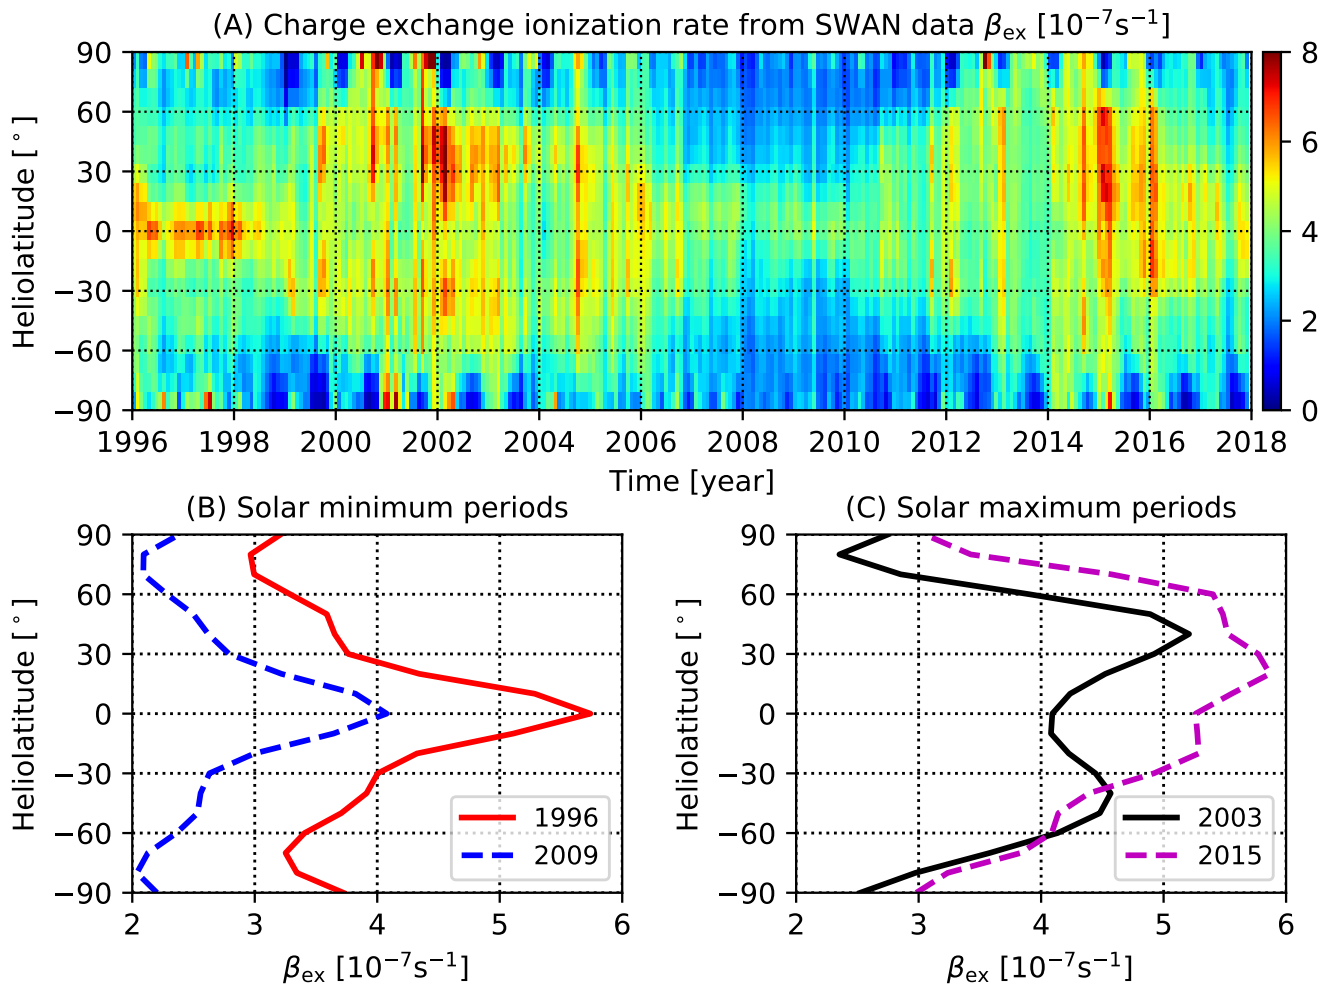 (A) Charge exchange ionization rate from SWAN data β_ex [10⁻⁷s⁻¹]
90
60
30
0
−30
−60
−90
Heliolatitude [°]
8
6
4
2
0
1996 1998 2000 2002 2004 2006 2008 2010 2012 2014 2016 2018
Time [year]
(B) Solar minimum periods
90
60
30
0
−30
−60
−90
Heliolatitude [°]
1996
2009
2 3 4 5 6
β_ex [10⁻⁷s⁻¹]
(C) Solar maximum periods
90
60
30
0
−30
−60
−90
Heliolatitude [°]
2003
2015
2 3 4 5 6
β_ex [10⁻⁷s⁻¹]